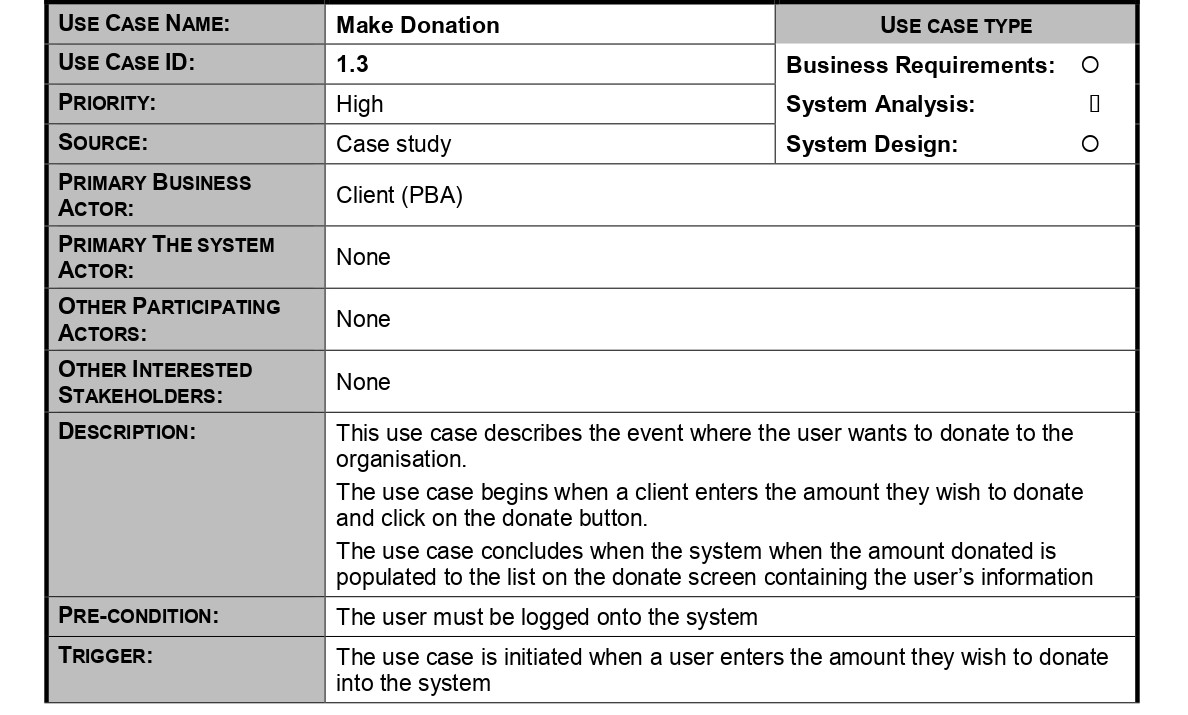 USE CASE NAME: Make Donation USE CASE TYPE
USE CASE ID: 1.3 Business Requirements: ○
PRIORITY: High System Analysis: ▯
SOURCE: Case study System Design: ○
PRIMARY BUSINESS
ACTOR:
Client (PBA)
PRIMARY THE SYSTEM
ACTOR:
None
OTHER PARTICIPATING
ACTORS:
None
OTHER INTERESTED
STAKEHOLDERS:
None
DESCRIPTION: This use case describes the event where the user wants to donate to the
organisation.
The use case begins when a client enters the amount they wish to donate
and click on the donate button.
The use case concludes when the system when the amount donated is
populated to the list on the donate screen containing the user’s information
PRE-CONDITION: The user must be logged onto the system
TRIGGER: The use case is initiated when a user enters the amount they wish to donate
into the system